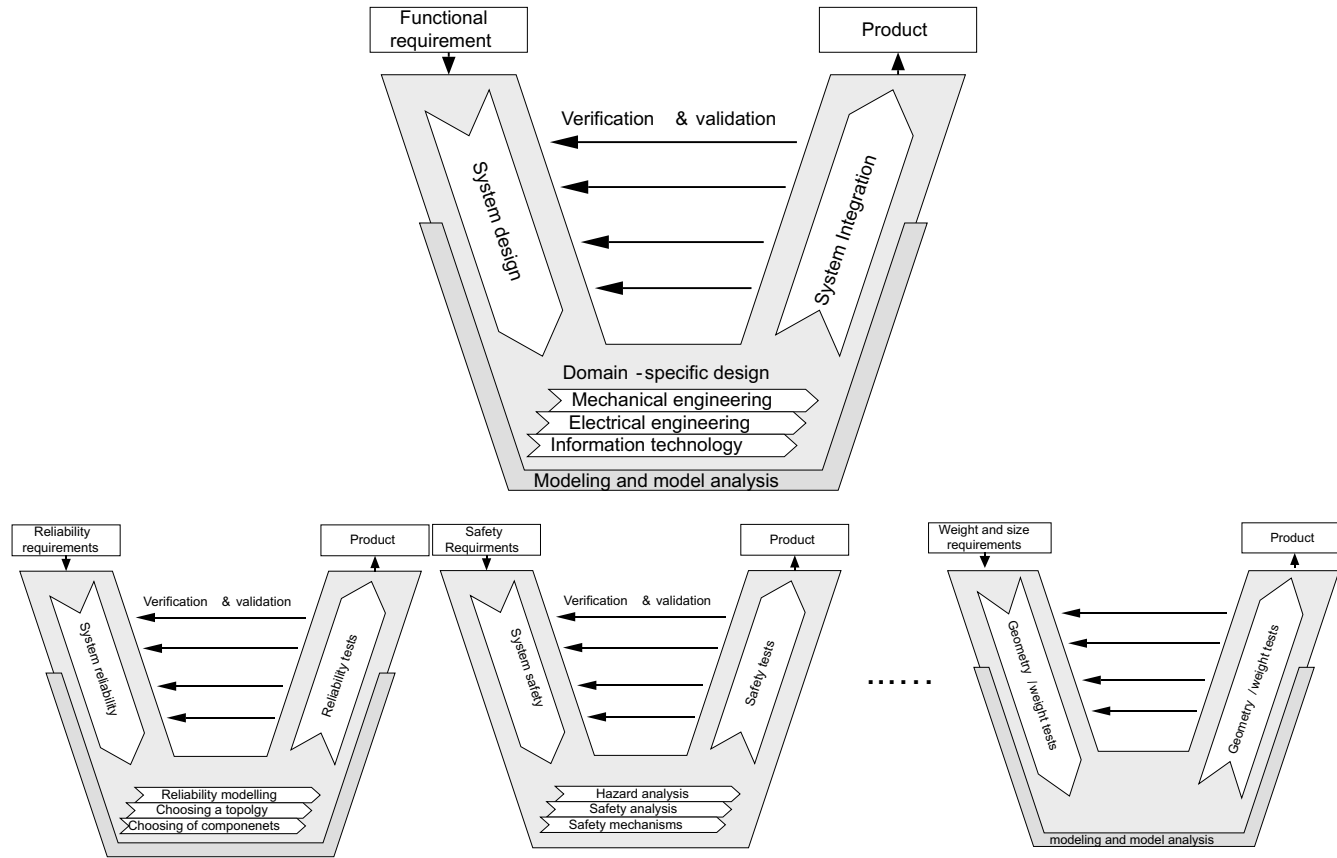 Functional
requirement
Product
Verification & validation
System design
System Integration
Domain - specific design
Mechanical engineering
Electrical engineering
Information technology
Modeling and model analysis
Reliability
requirements
Product
Verification & validation
System reliability
Reliability tests
Reliability modelling
Choosing a topolgy
Choosing of componenets
Safety
Requirments
Product
Verification & validation
System safety
Safety tests
Hazard analysis
Safety analysis
Safety mechanisms
......
Weight and size
requirements
Product
Geometry / weight tests
Geometry / weight tests
modeling and model analysis